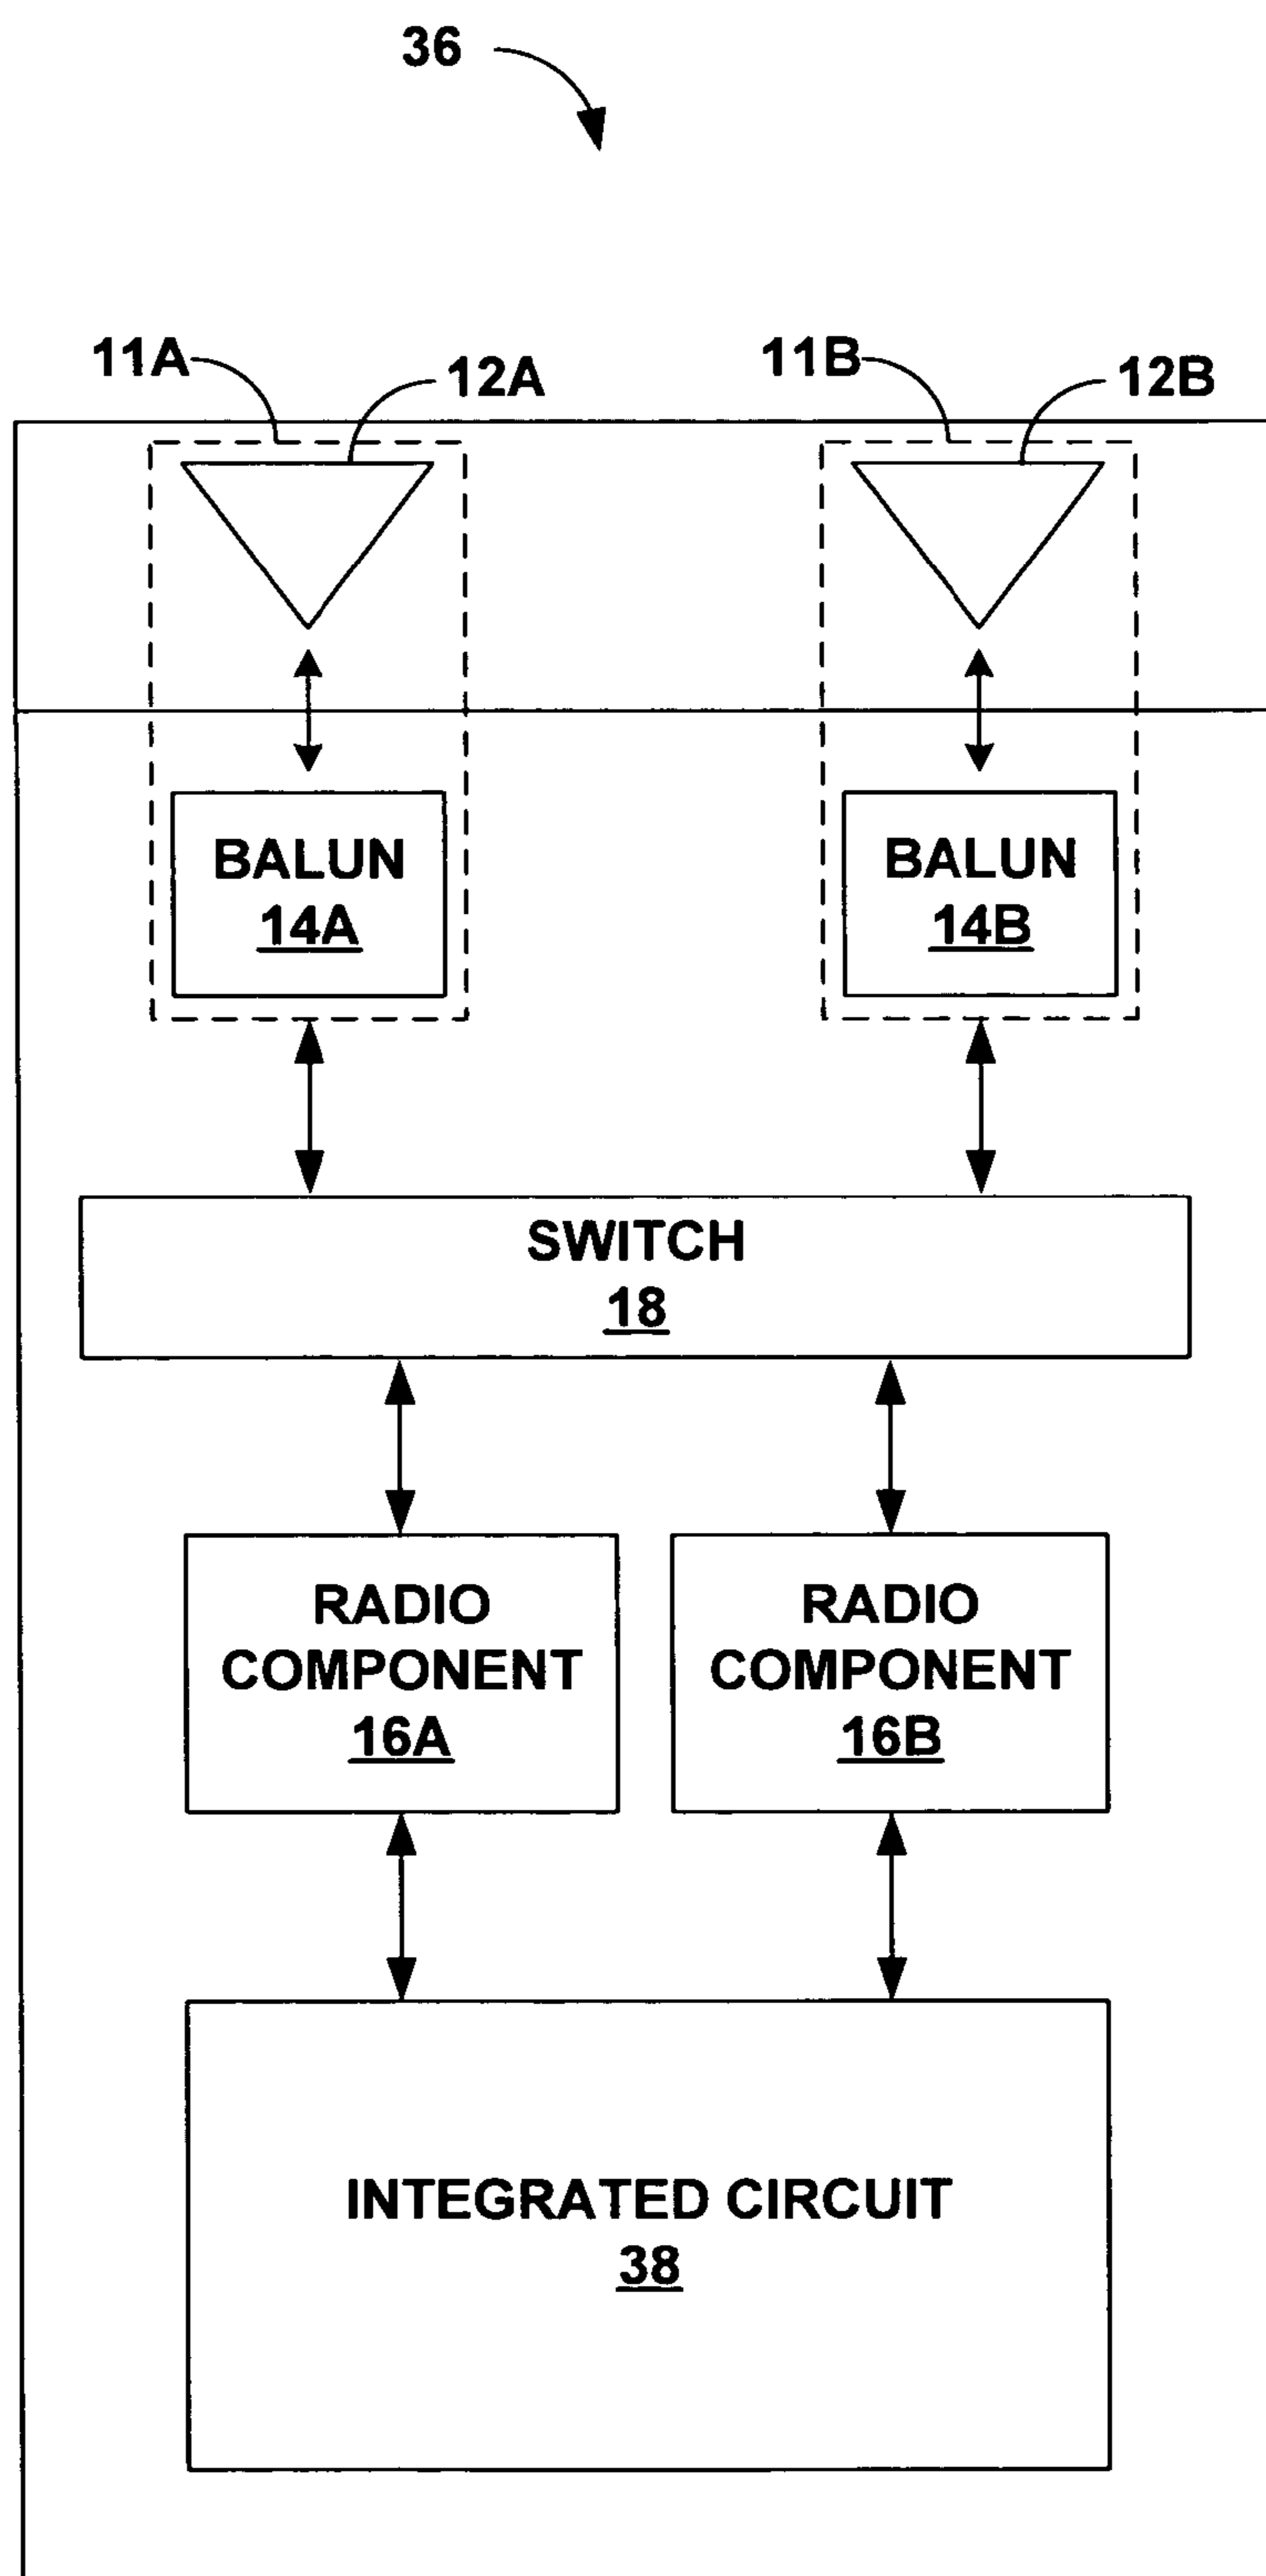 36
11A
12A
11B
12B
BALUN
14A
BALUN
14B
SWITCH
18
RADIO
COMPONENT
16A
RADIO
COMPONENT
16B
INTEGRATED CIRCUIT
38